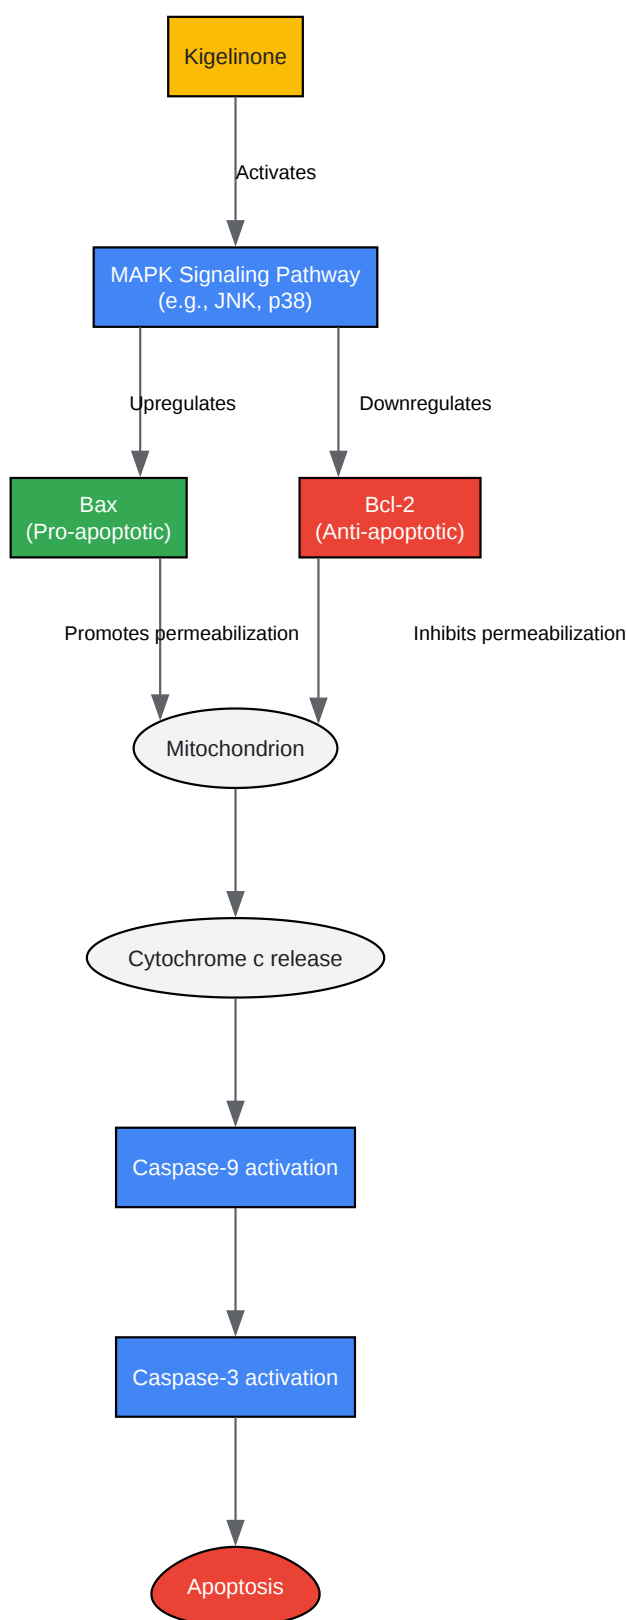 Kigelinone
Activates
MAPK Signaling Pathway
(e.g., JNK, p38)
Upregulates
Downregulates
Bax
(Pro-apoptotic)
Bcl-2
(Anti-apoptotic)
Promotes permeabilization
Inhibits permeabilization
Mitochondrion
Cytochrome c release
Caspase-9 activation
Caspase-3 activation
Apoptosis